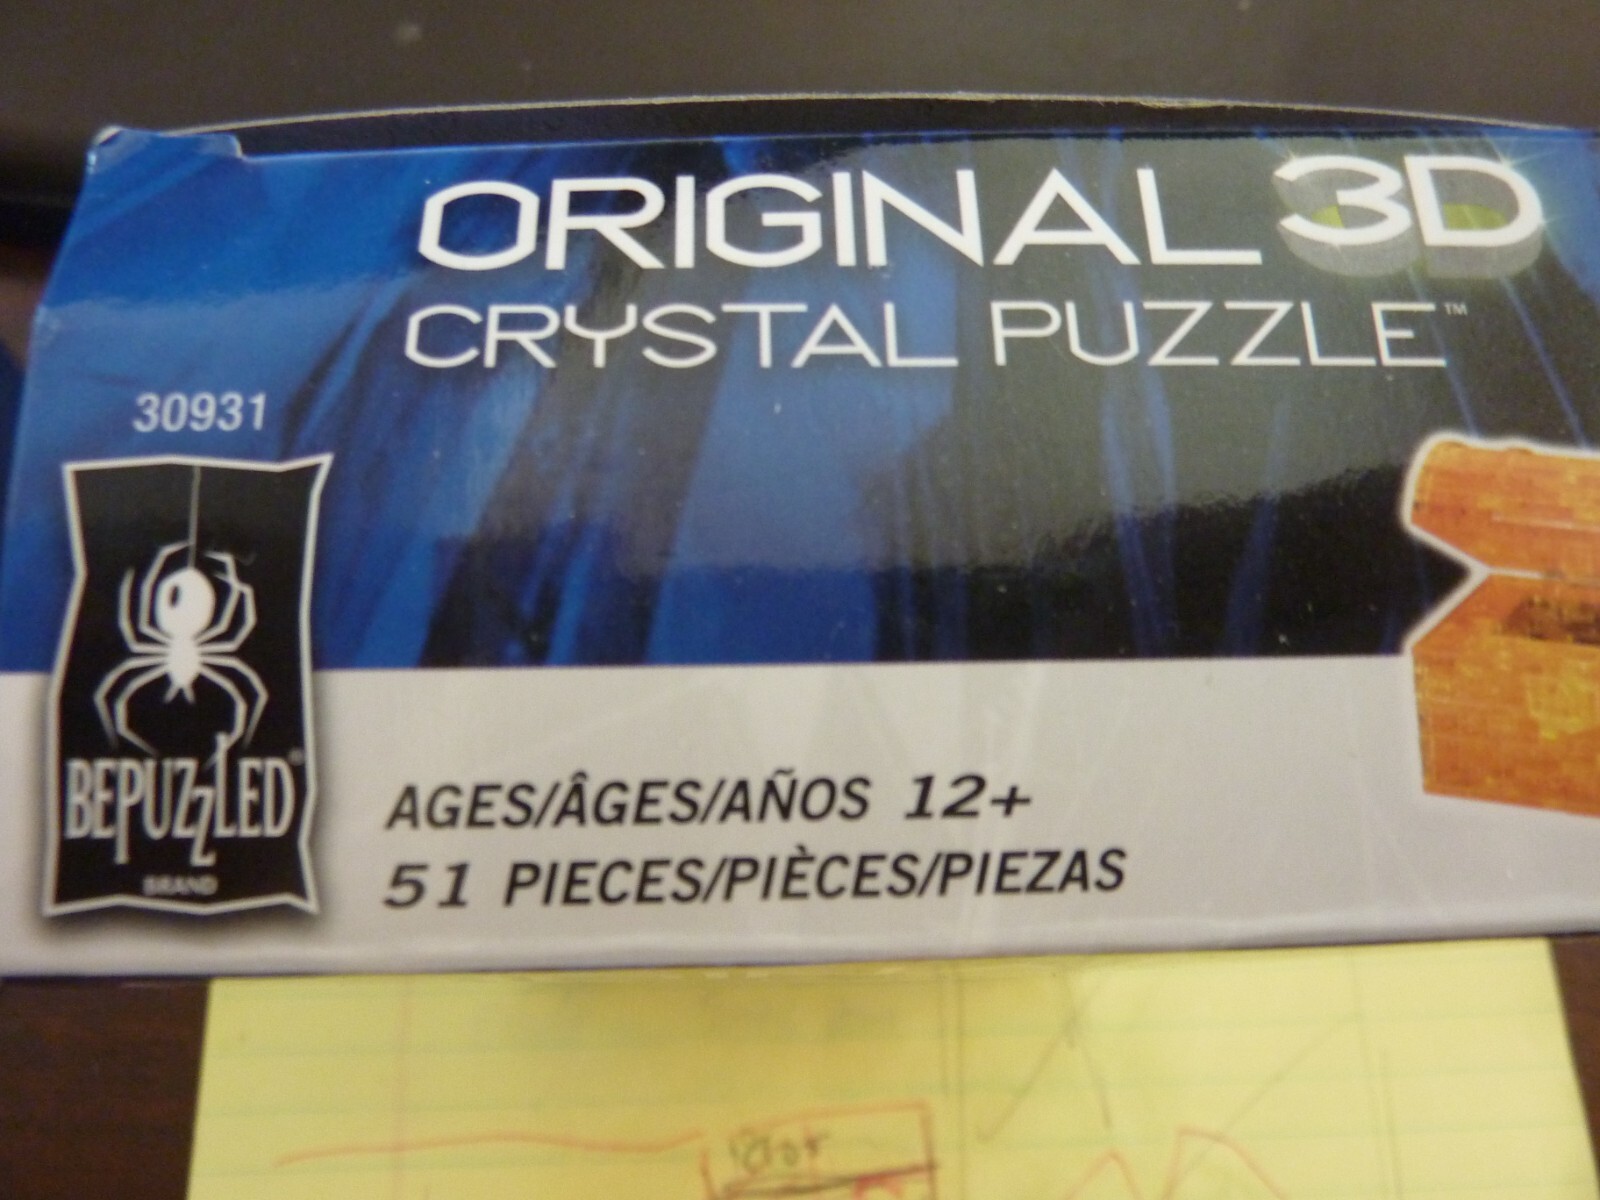 ORIGINAL 3D
CRYSTAL PUZZLE™
30931
BEPUZZLED®
BRAND
AGES/ÂGES/AÑOS 12+
51 PIECES/PIÈCES/PIEZAS